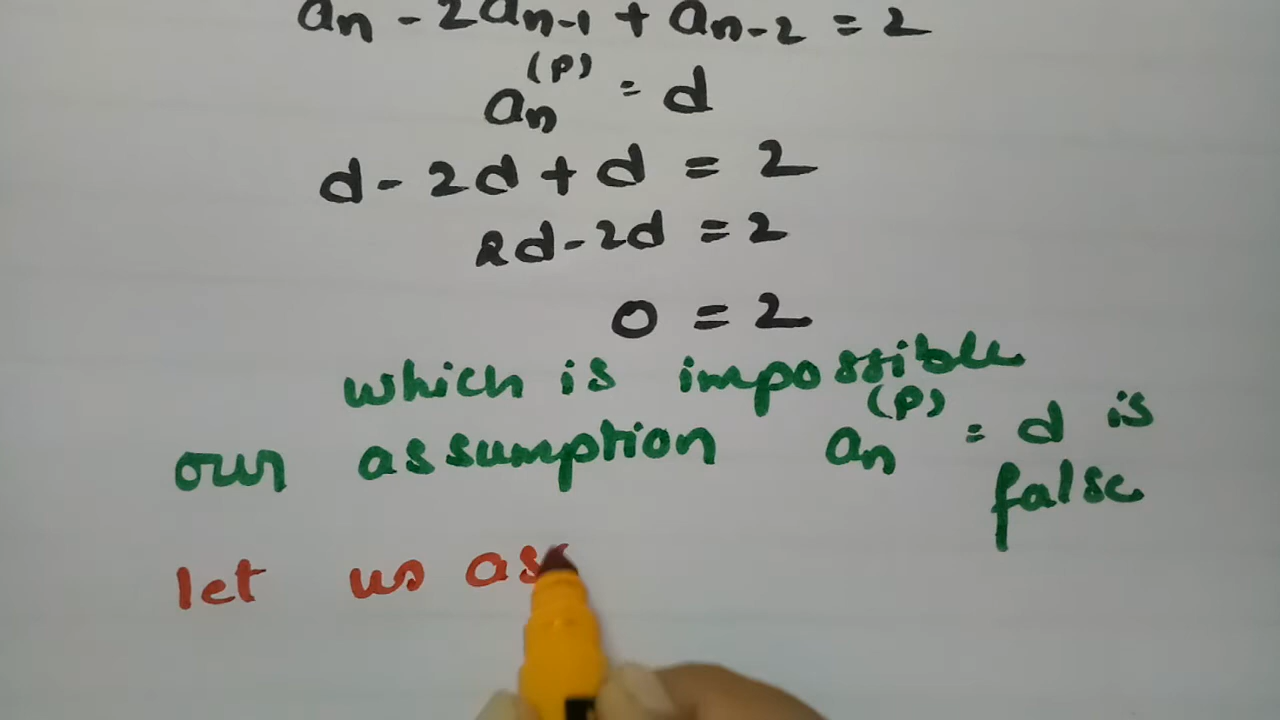 an - 2an-1 + an-2 = 2
an(P) = d
d - 2d + d = 2
2d - 2d = 2
0 = 2
which is impossible
our assumption an(P) = d is
false
let us as